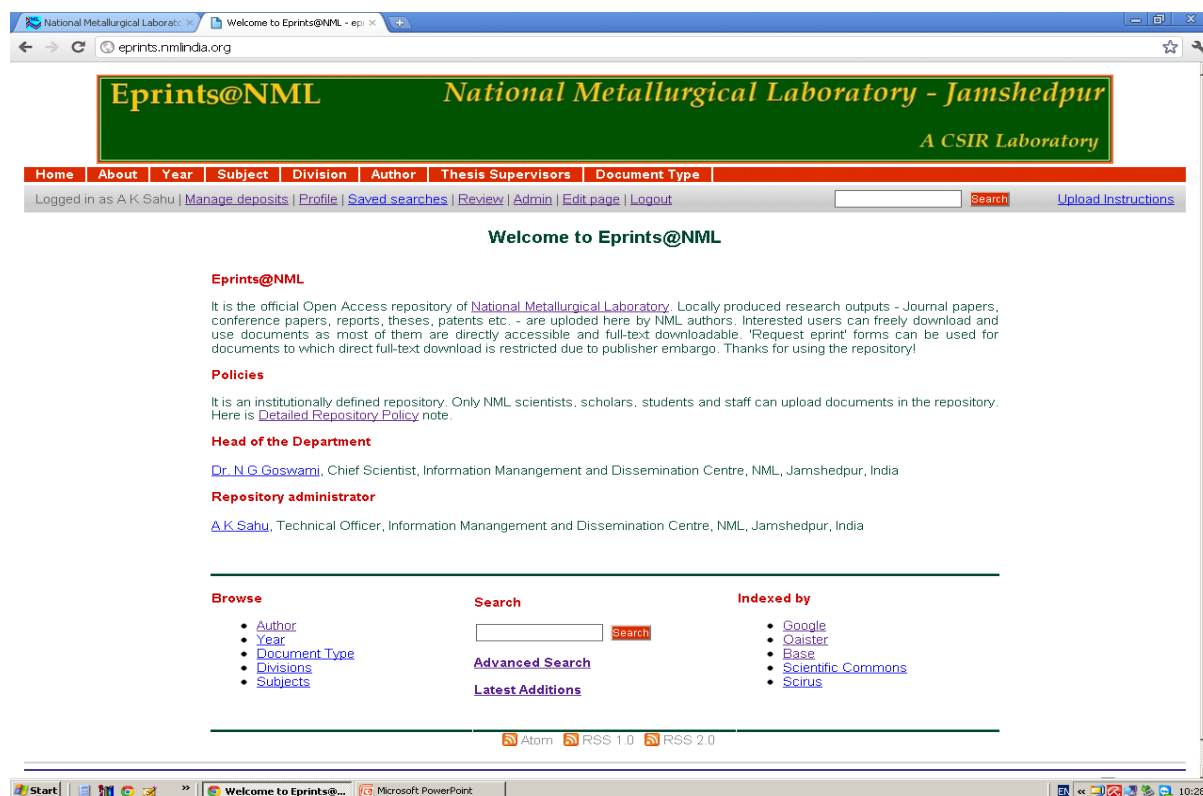 National Metallurgical Laborato
Welcome to Eprints@NML - epr
eprints.nmlindia.org
Eprints@NML
National Metallurgical Laboratory - Jamshedpur
A CSIR Laboratory
Home About Year Subject Division Author Thesis Supervisors Document Type
Logged in as A K Sahu | Manage deposits | Profile | Saved searches | Review | Admin | Edit page | Logout
Search
Upload Instructions
Welcome to Eprints@NML
Eprints@NML
It is the official Open Access repository of National Metallurgical Laboratory. Locally produced research outputs - Journal papers,
conference papers, reports, theses, patents etc. - are uploded here by NML authors. Interested users can freely download and
use documents as most of them are directly accessible and full-text downloadable. 'Request eprint' forms can be used for
documents to which direct full-text download is restricted due to publisher embargo. Thanks for using the repository!
Policies
It is an institutionally defined repository. Only NML scientists, scholars, students and staff can upload documents in the repository.
Here is Detailed Repository Policy note.
Head of the Department
Dr. N G Goswami, Chief Scientist, Information Manangement and Dissemination Centre, NML, Jamshedpur, India
Repository administrator
A K Sahu, Technical Officer, Information Manangement and Dissemination Centre, NML, Jamshedpur, India
Browse
Author
Year
Document Type
Divisions
Subjects
Search
Search
Advanced Search
Latest Additions
Indexed by
Google
Oaister
Base
Scientific Commons
Scirus
Atom RSS 1.0 RSS 2.0
Start
Welcome to Eprints@...
Microsoft PowerPoint
EN